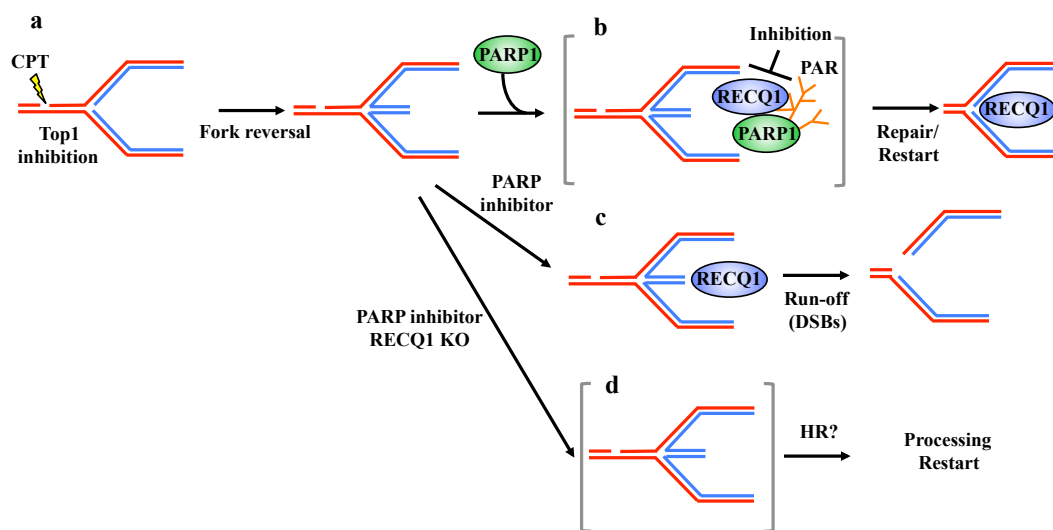 a
CPT
Top1
inhibition
Fork reversal
PARP1
b
Inhibition
PAR
RECQ1
PARP1
Repair/
Restart
RECQ1
PARP
inhibitor
c
RECQ1
Run-off
(DSBs)
PARP inhibitor
RECQ1 KO
d
HR?
Processing
Restart